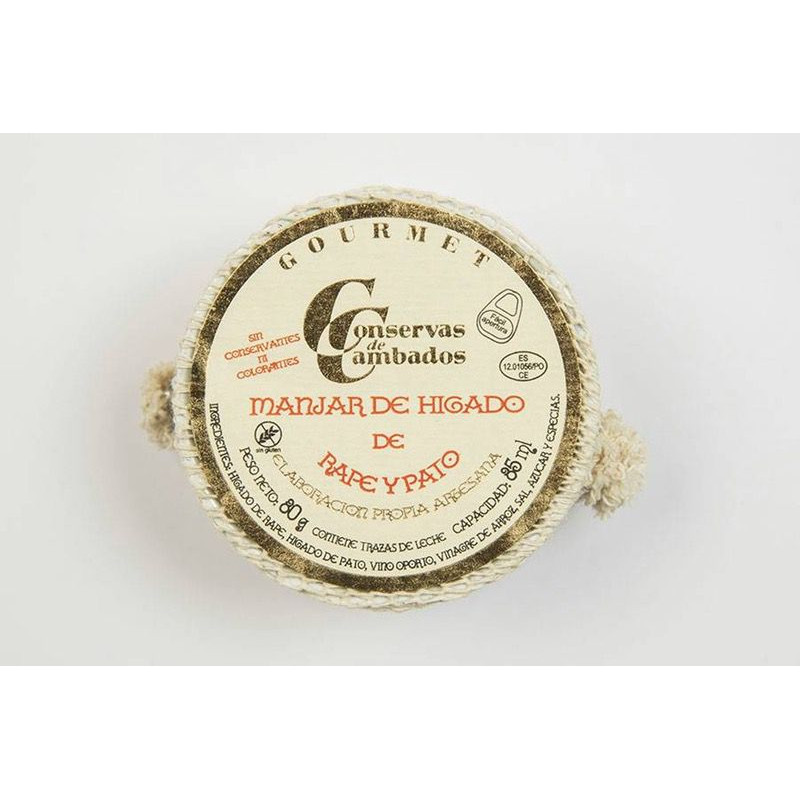 GOURMET
Conservas
de
Cambados
SIN
CONSERVANTES
NI
COLORANTES
Fácil
apertura
ES
12.01056/PO
CE
MANJAR DE HIGADO
DE
RAPE Y PATO
sin gluten
ELABORACION PROPIA ARTESANA
PESO NETO: 80 g CONTIENE TRAZAS DE LECHE CAPACIDAD: 85 ml
INGREDIENTES: HIGADO DE RAPE, HIGADO DE PATO, VINO OPORTO, VINAGRE DE ARROZ, SAL, AZUCAR Y ESPECIAS.